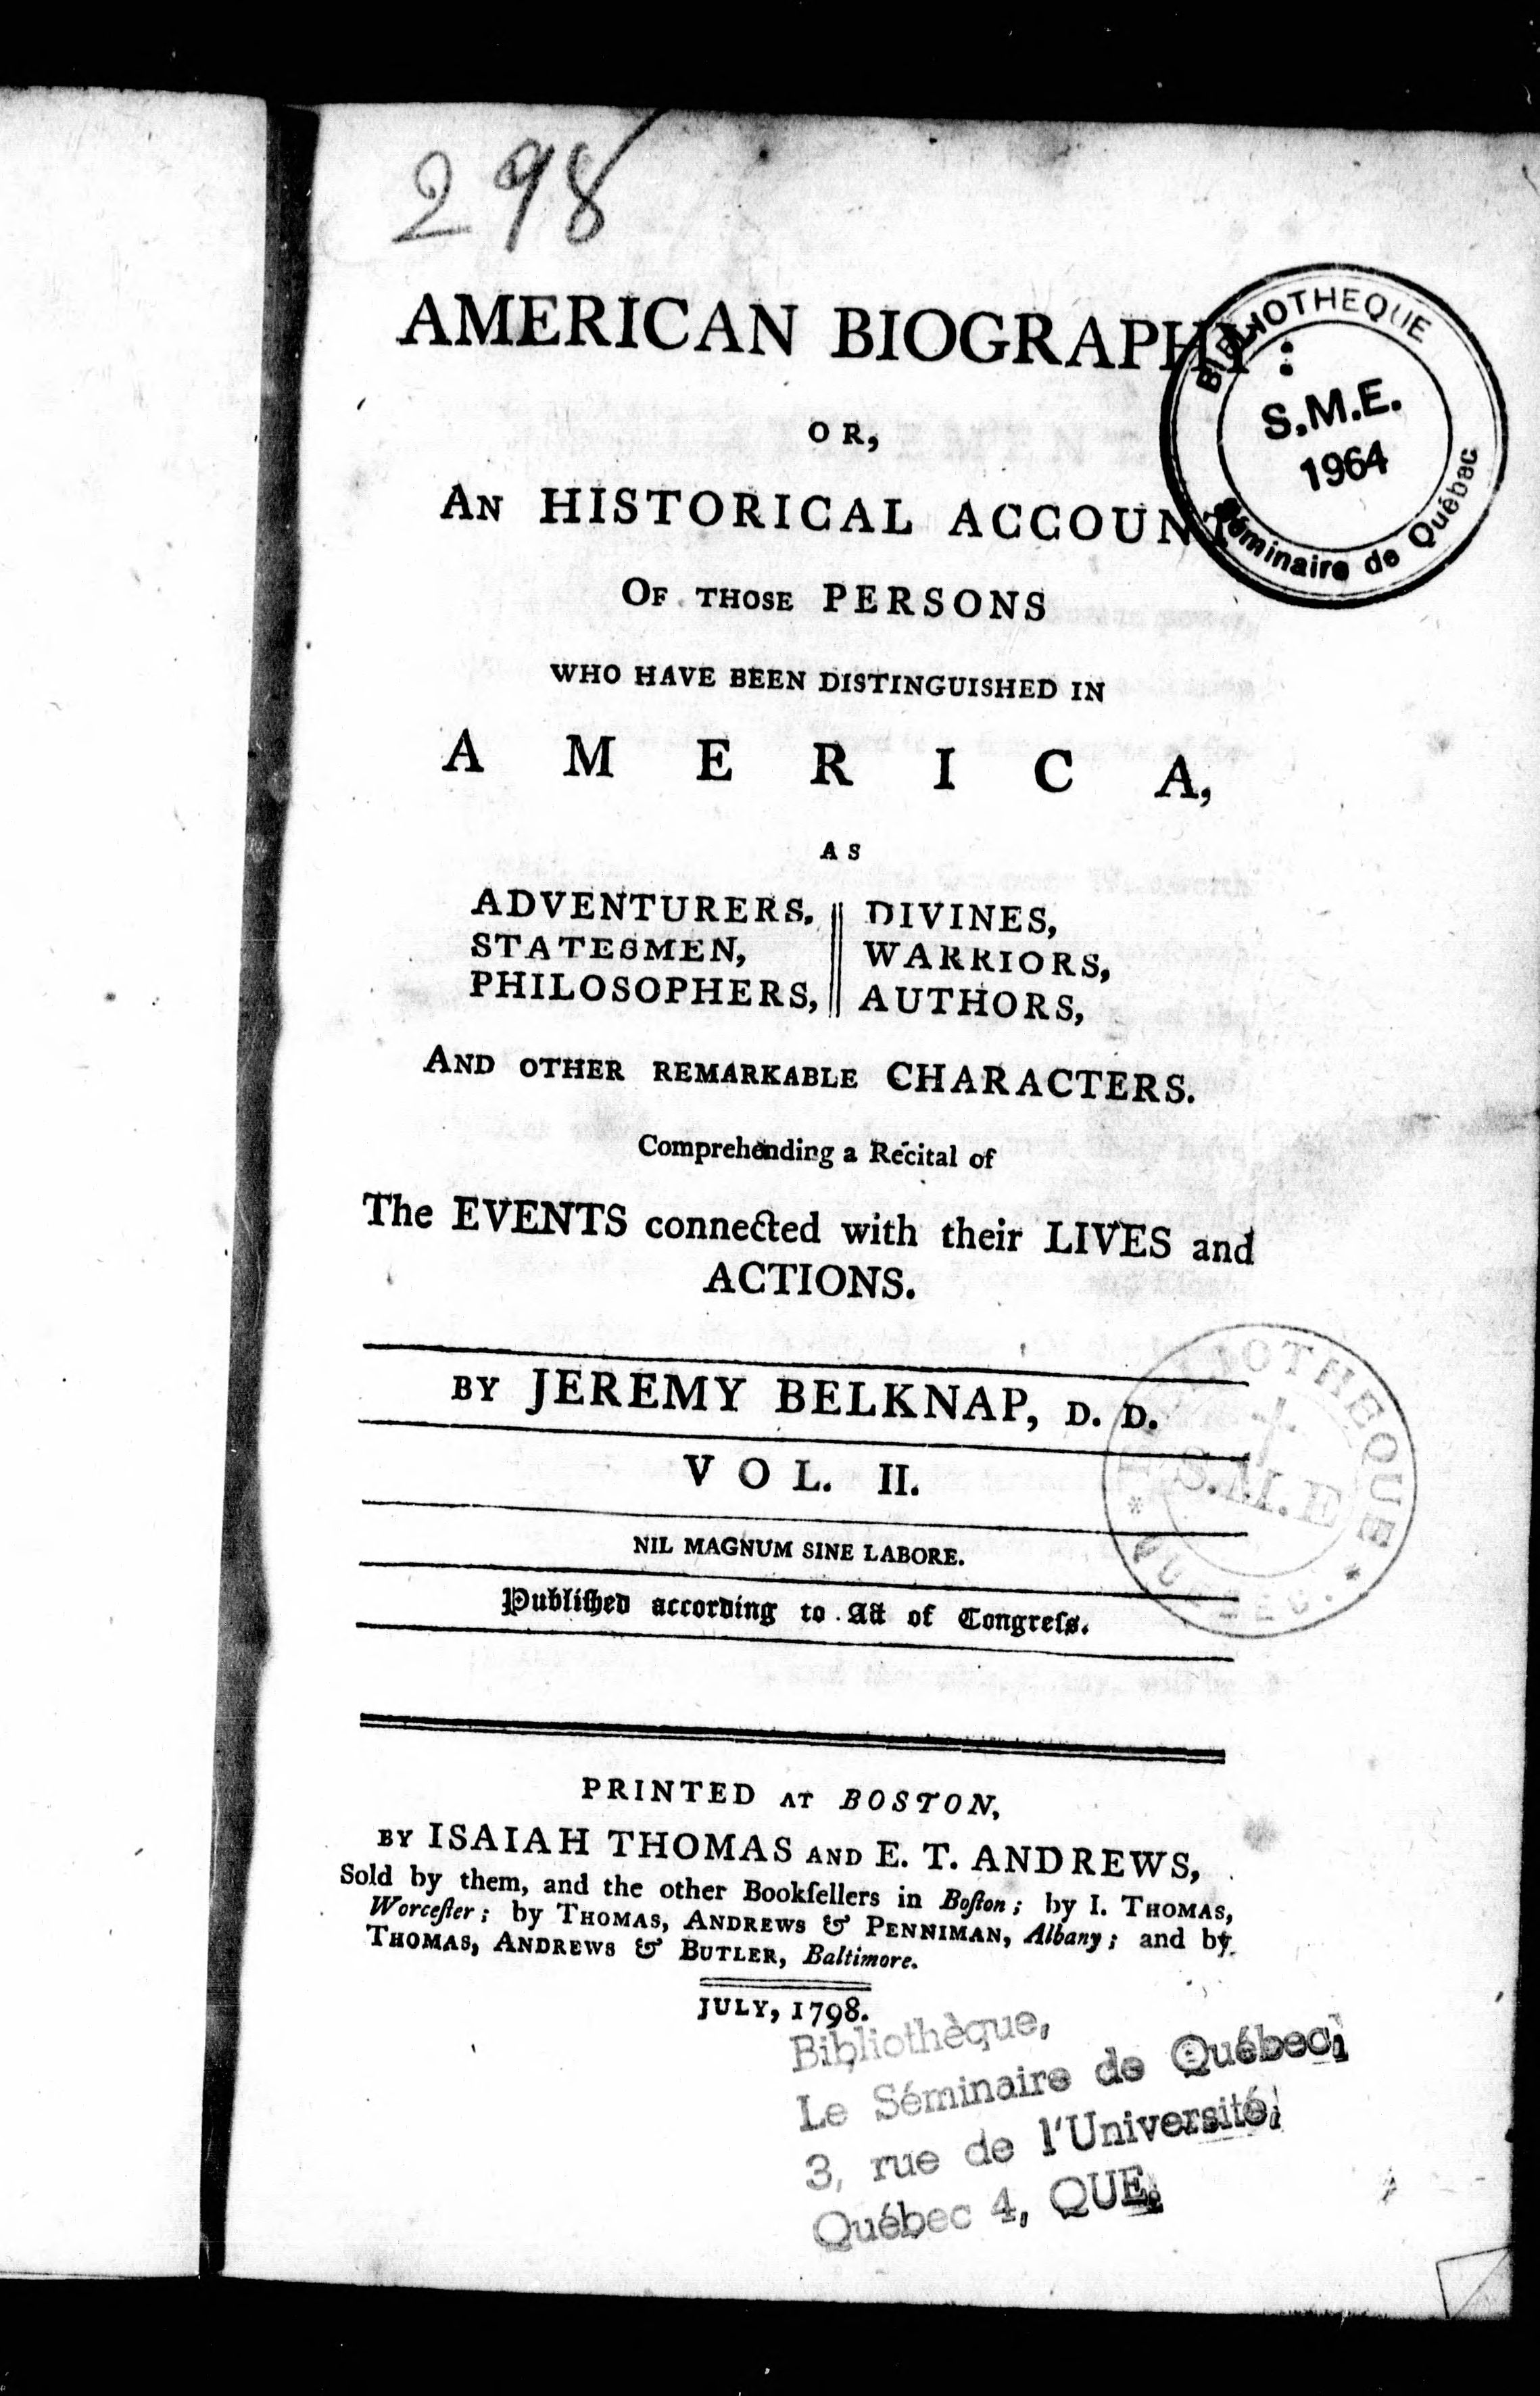 298
AMERICAN BIOGRAPHY:
OR,
AN HISTORICAL ACCOUNT
OF THOSE PERSONS
WHO HAVE BEEN DISTINGUISHED IN
A M E R I C A,
AS
ADVENTURERS, || DIVINES,
STATESMEN, || WARRIORS,
PHILOSOPHERS, || AUTHORS,
AND OTHER REMARKABLE CHARACTERS.
Comprehending a Recital of
The EVENTS connected with their LIVES and
ACTIONS.
BY JEREMY BELKNAP, D. D.
VOL. II.
NIL MAGNUM SINE LABORE.
Publiſhed according to Act of Congreſs.
PRINTED AT BOSTON,
BY ISAIAH THOMAS AND E. T. ANDREWS,
Sold by them, and the other Bookſellers in Boſton; by I. THOMAS,
Worceſter; by THOMAS, ANDREWS & PENNIMAN, Albany; and by
THOMAS, ANDREWS & BUTLER, Baltimore.
JULY, 1798.
BIBLIOTHEQUE
S.M.E.
1964
Séminaire de Québec
BIBLIOTHEQUE
S.M.E
* QUEBEC. *
Bibliothèque,
Le Séminaire de Québec,
3, rue de l'Université,
Québec 4, QUE.